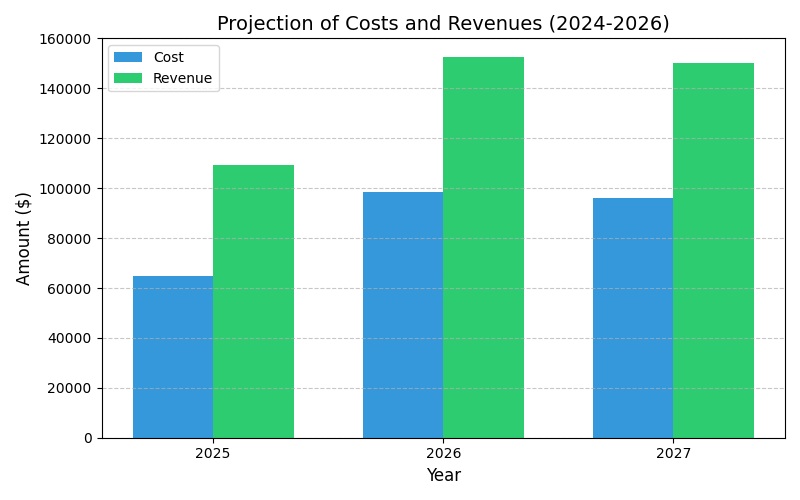 Projection of Costs and Revenues (2024-2026)
Cost
Revenue
160000
140000
120000
100000
80000
60000
40000
20000
0
Amount ($)
2025
2026
2027
Year